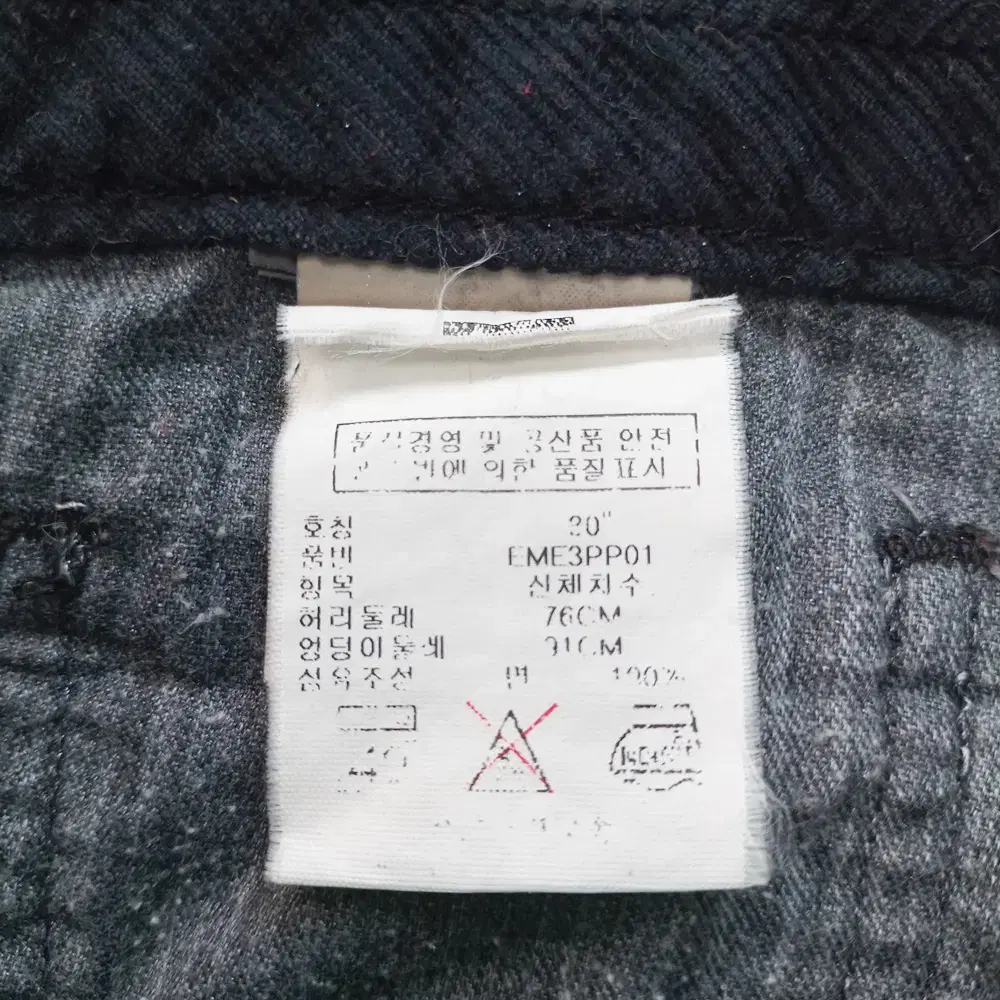 품질경영 및 공산품 안전
관리법에 의한 품질표시
호칭 30"
품번 EME3PP01
항목 신체치수
허리둘레 76CM
엉덩이둘레 91CM
섬유조성 면 100%